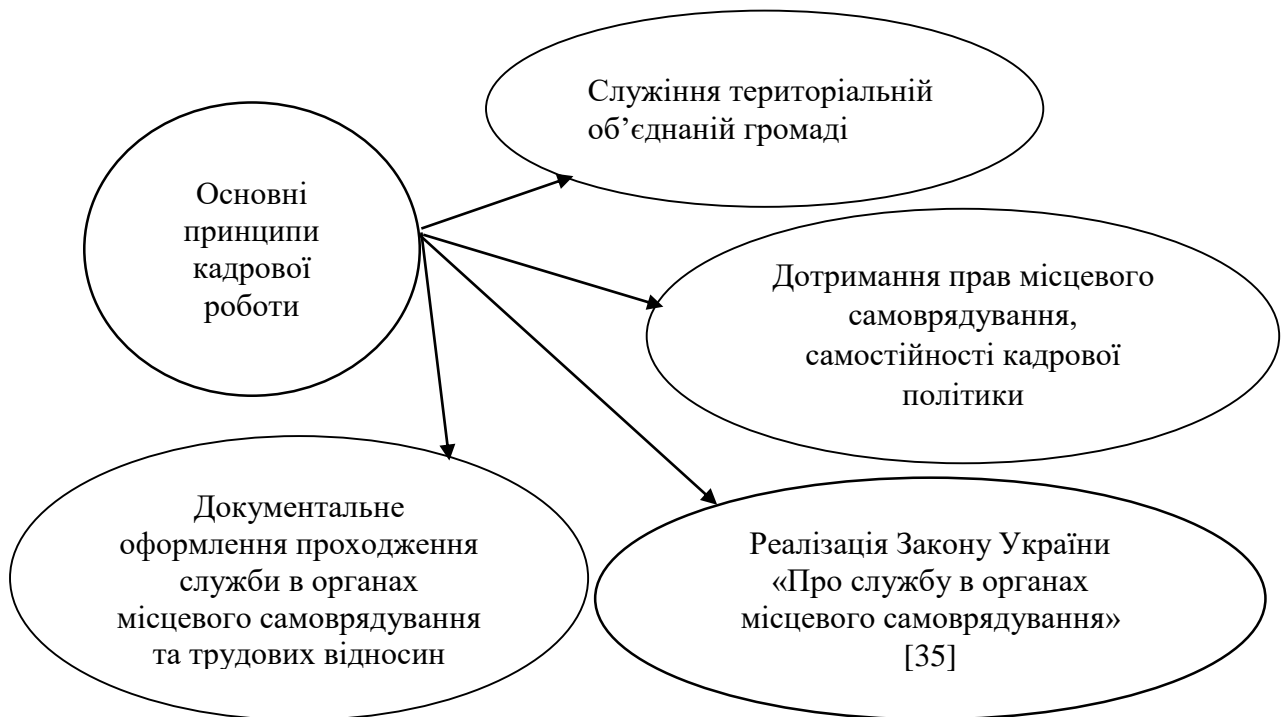 Основні
принципи
кадрової
роботи
Служіння територіальній
об’єднаній громаді
Дотримання прав місцевого
самоврядування,
самостійності кадрової
політики
Документальне
оформлення проходження
служби в органах
місцевого самоврядування
та трудових відносин
Реалізація Закону України
«Про службу в органах
місцевого самоврядування»
[35]